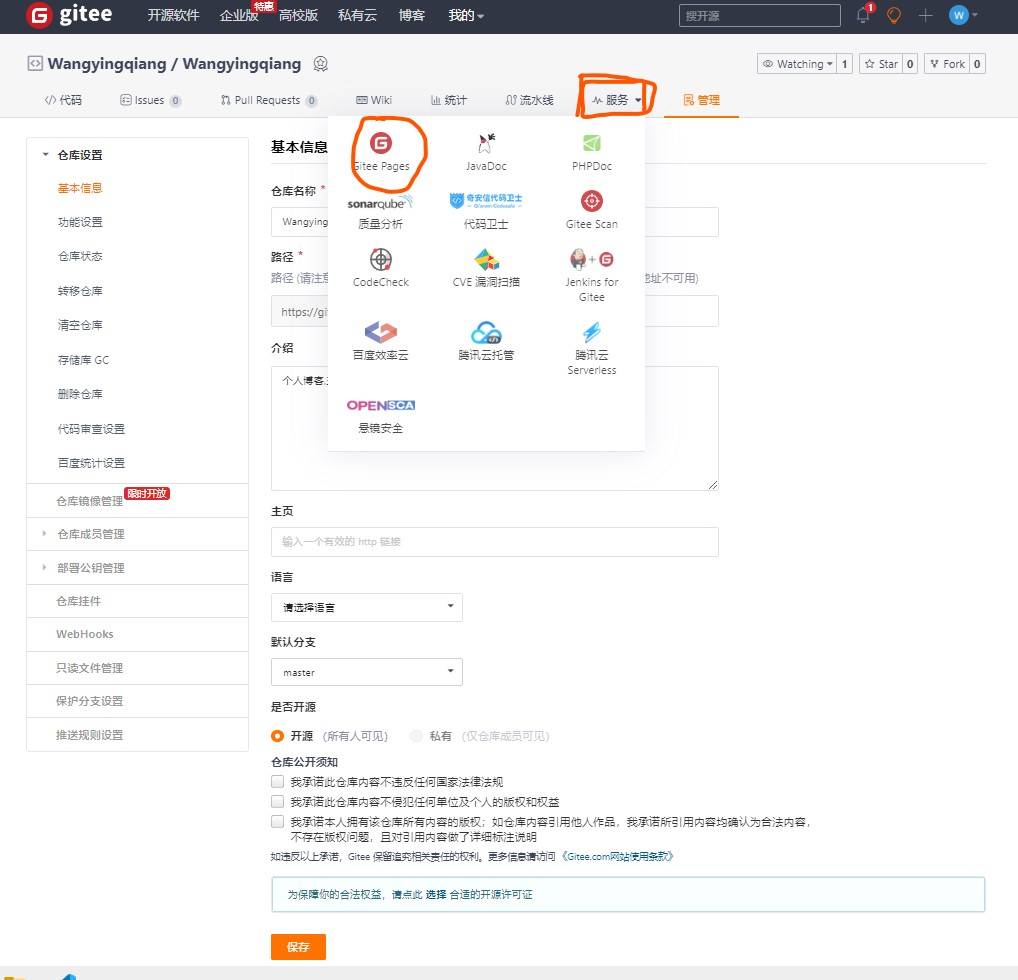 gitee 开源软件 企业版 特惠 高校版 私有云 博客 我的 搜开源 1 W
Wangyingqiang / Wangyingqiang Watching 1 Star 0 Fork 0
代码 Issues 0 Pull Requests 0 Wiki 统计 流水线 服务 管理
仓库设置
基本信息
功能设置
仓库状态
转移仓库
清空仓库
存储库 GC
删除仓库
代码审查设置
百度统计设置
仓库镜像管理 限时开放
仓库成员管理
部署公钥管理
仓库挂件
WebHooks
只读文件管理
保护分支设置
推送规则设置
基本信息
仓库名称 *
Wangying
路径 *
路径 (请注意
地址不可用)
https://gi
介绍
个人博客.
Gitee Pages JavaDoc PHPDoc
sonarqube 奇安信代码卫士
质量分析 代码卫士 Gitee Scan
CodeCheck CVE 漏洞扫描 Jenkins for
Gitee
百度效率云 腾讯云托管 腾讯云
Serverless
OPENSCA
悬镜安全
主页
输入一个有效的 http 链接
语言
请选择语言
默认分支
master
是否开源
开源 (所有人可见) 私有 (仅仓库成员可见)
仓库公开须知
我承诺此仓库内容不违反任何国家法律法规
我承诺此仓库内容不侵犯任何单位及个人的版权和权益
我承诺本人拥有该仓库所有内容的版权；如仓库内容引用他人作品，我承诺所引用内容均确认为合法内容，
不存在版权问题，且对引用内容做了详细标注说明
如违反以上承诺，Gitee 保留追究相关责任的权利。更多信息请访问《Gitee.com网站使用条款》
为保障你的合法权益，请点此 选择 合适的开源许可证
保存